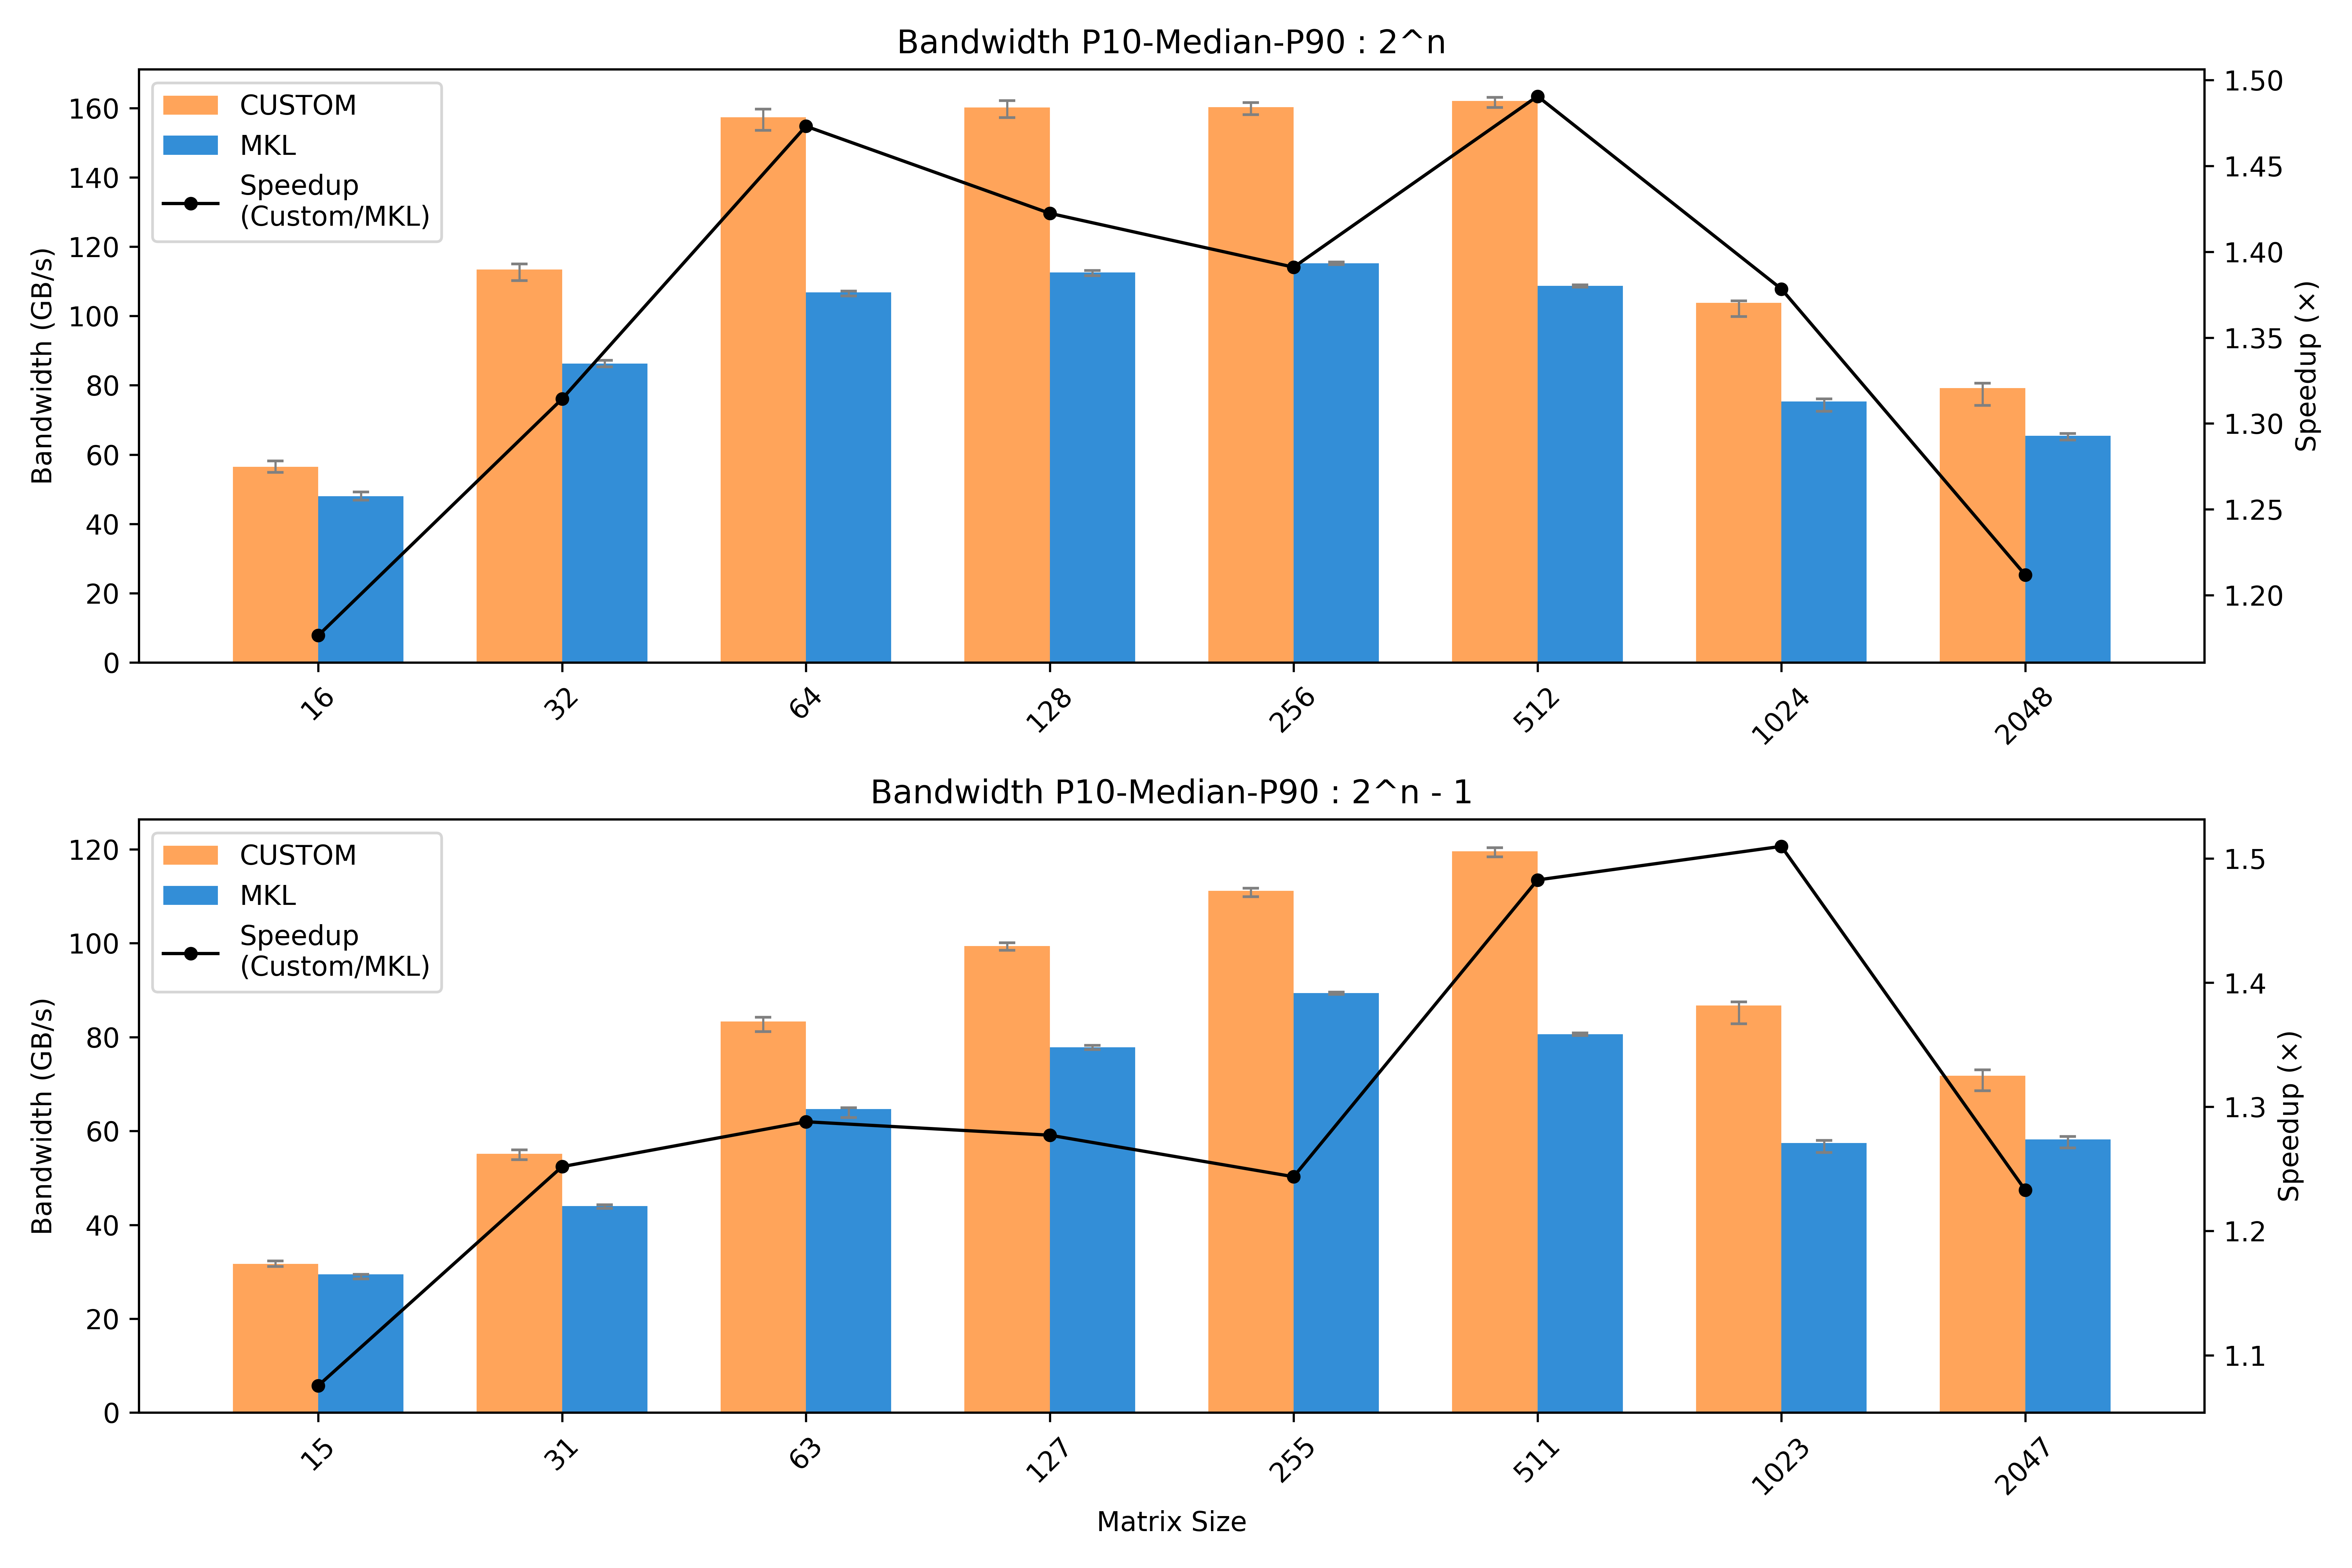 Bandwidth P10-Median-P90 : 2^n
CUSTOM
MKL
Speedup
(Custom/MKL)
Bandwidth (GB/s)
160
140
120
100
80
60
40
20
0
1.50
1.45
1.40
1.35
1.30
1.25
1.20
Speedup (×)
16
32
64
128
256
512
1024
2048
Bandwidth P10-Median-P90 : 2^n - 1
CUSTOM
MKL
Speedup
(Custom/MKL)
Bandwidth (GB/s)
120
100
80
60
40
20
0
1.5
1.4
1.3
1.2
1.1
Speedup (×)
15
31
63
127
255
511
1023
2047
Matrix Size